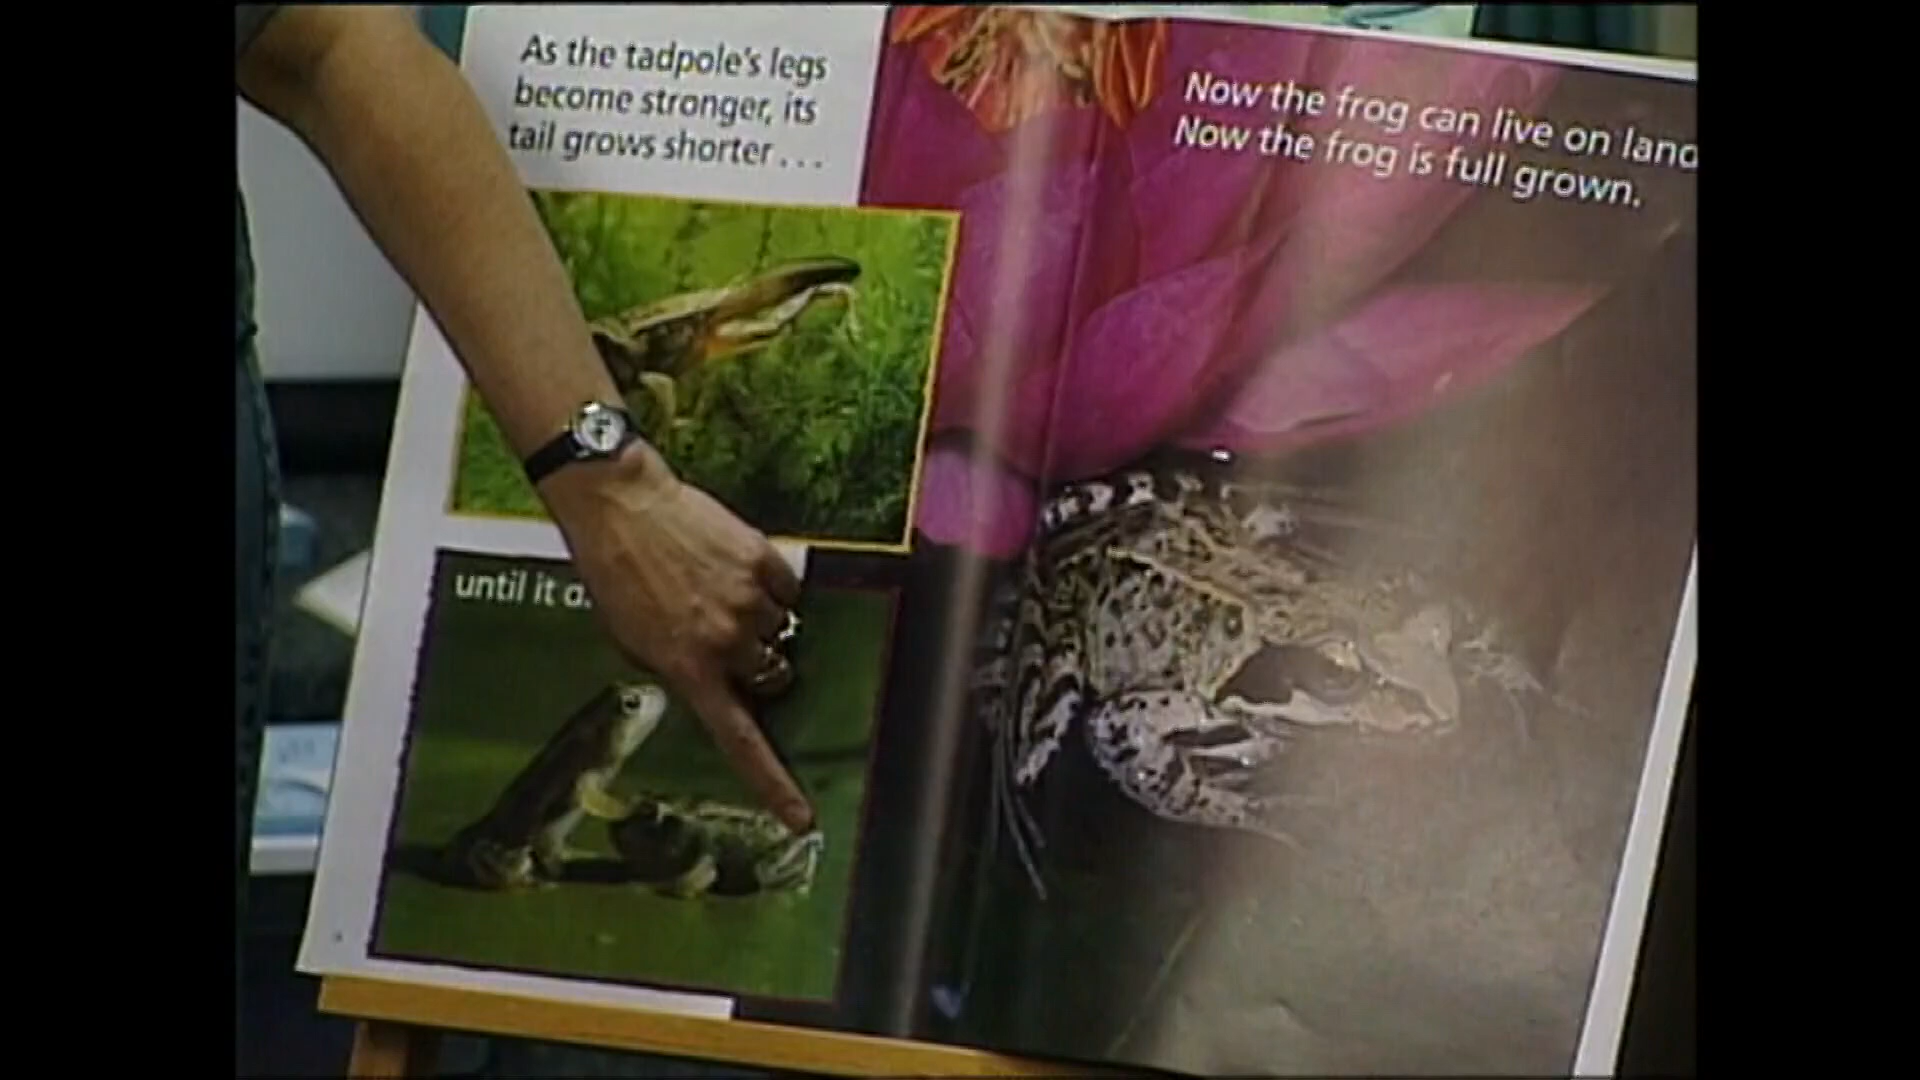 As the tadpole's legs
become stronger, its
tail grows shorter . . .
until it
Now the frog can live on land
Now the frog is full grown.